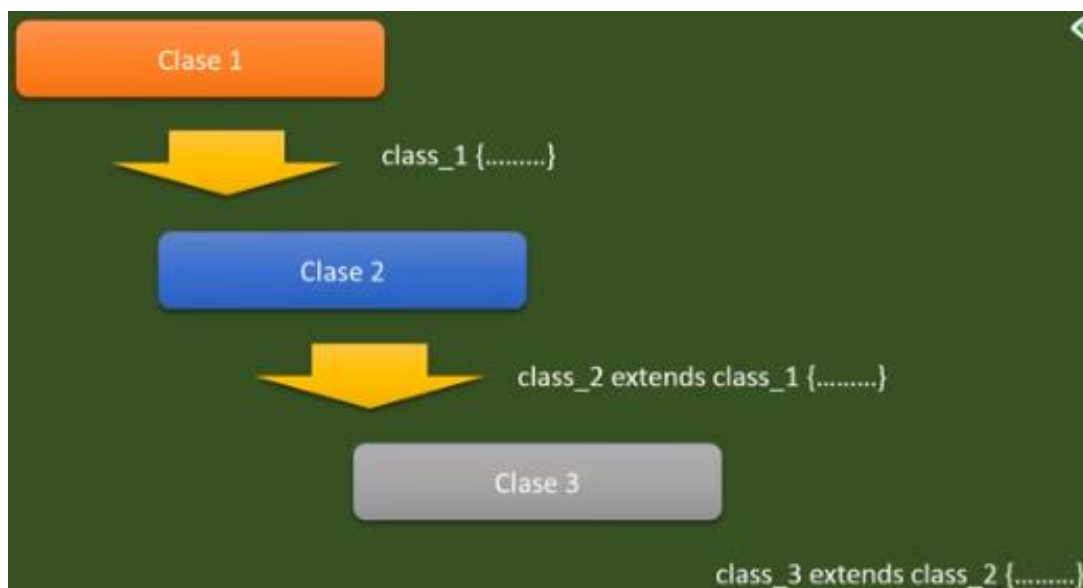 Clase 1
class_1 {.........}
Clase 2
class_2 extends class_1 {.........}
Clase 3
class_3 extends class_2 {.........}